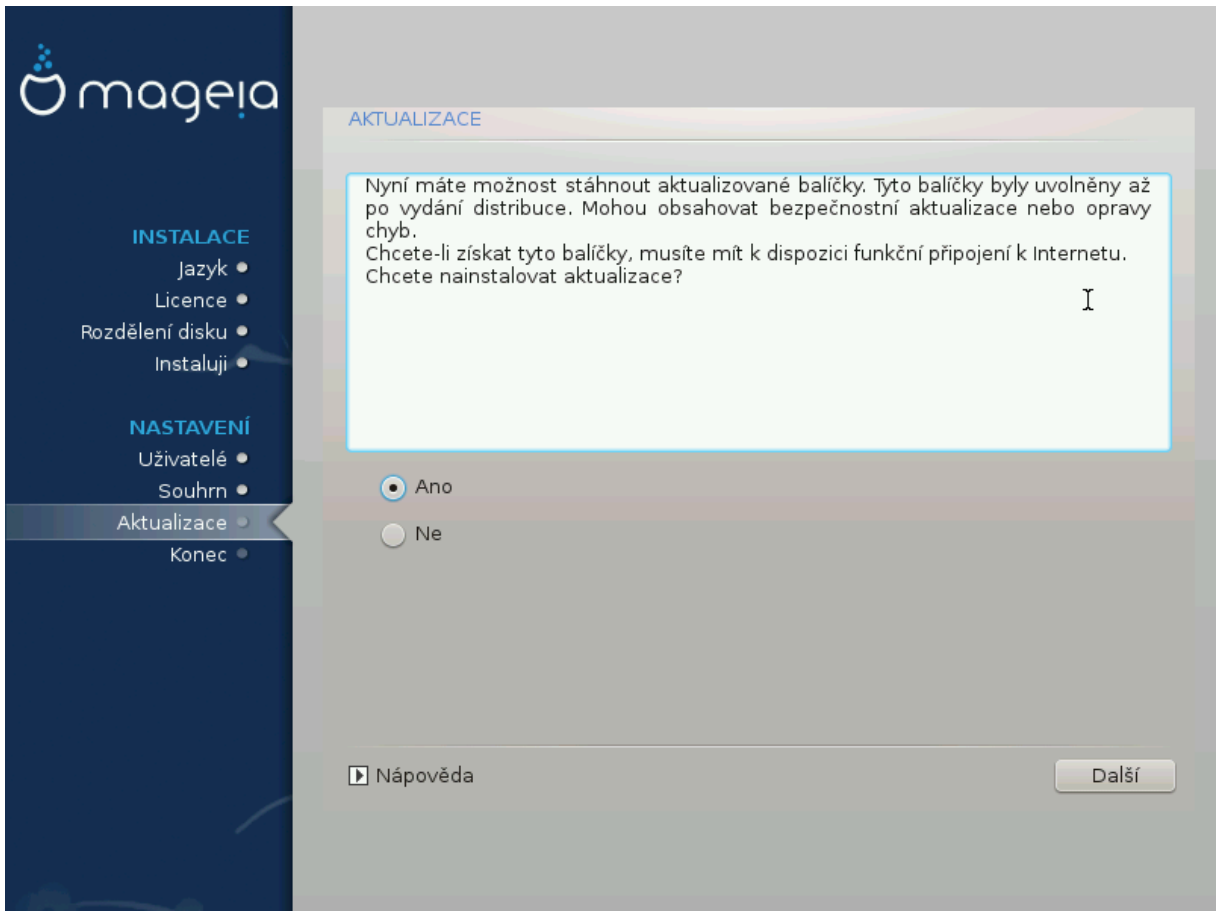 mageia
INSTALACE
Jazyk
Licence
Rozdělení disku
Instaluji
NASTAVENÍ
Uživatelé
Souhrn
Aktualizace
Konec
AKTUALIZACE
Nyní máte možnost stáhnout aktualizované balíčky. Tyto balíčky byly uvolněny až
po vydání distribuce. Mohou obsahovat bezpečnostní aktualizace nebo opravy
chyb.
Chcete-li získat tyto balíčky, musíte mít k dispozici funkční připojení k Internetu.
Chcete nainstalovat aktualizace?
Ano
Ne
Nápověda
Další